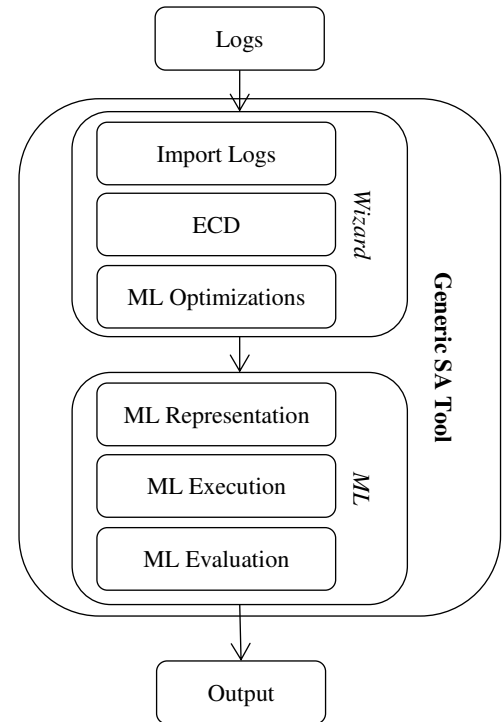 Logs
Import Logs
ECD
ML Optimizations
Wizard
Generic SA Tool
ML Representation
ML Execution
ML Evaluation
ML
Output